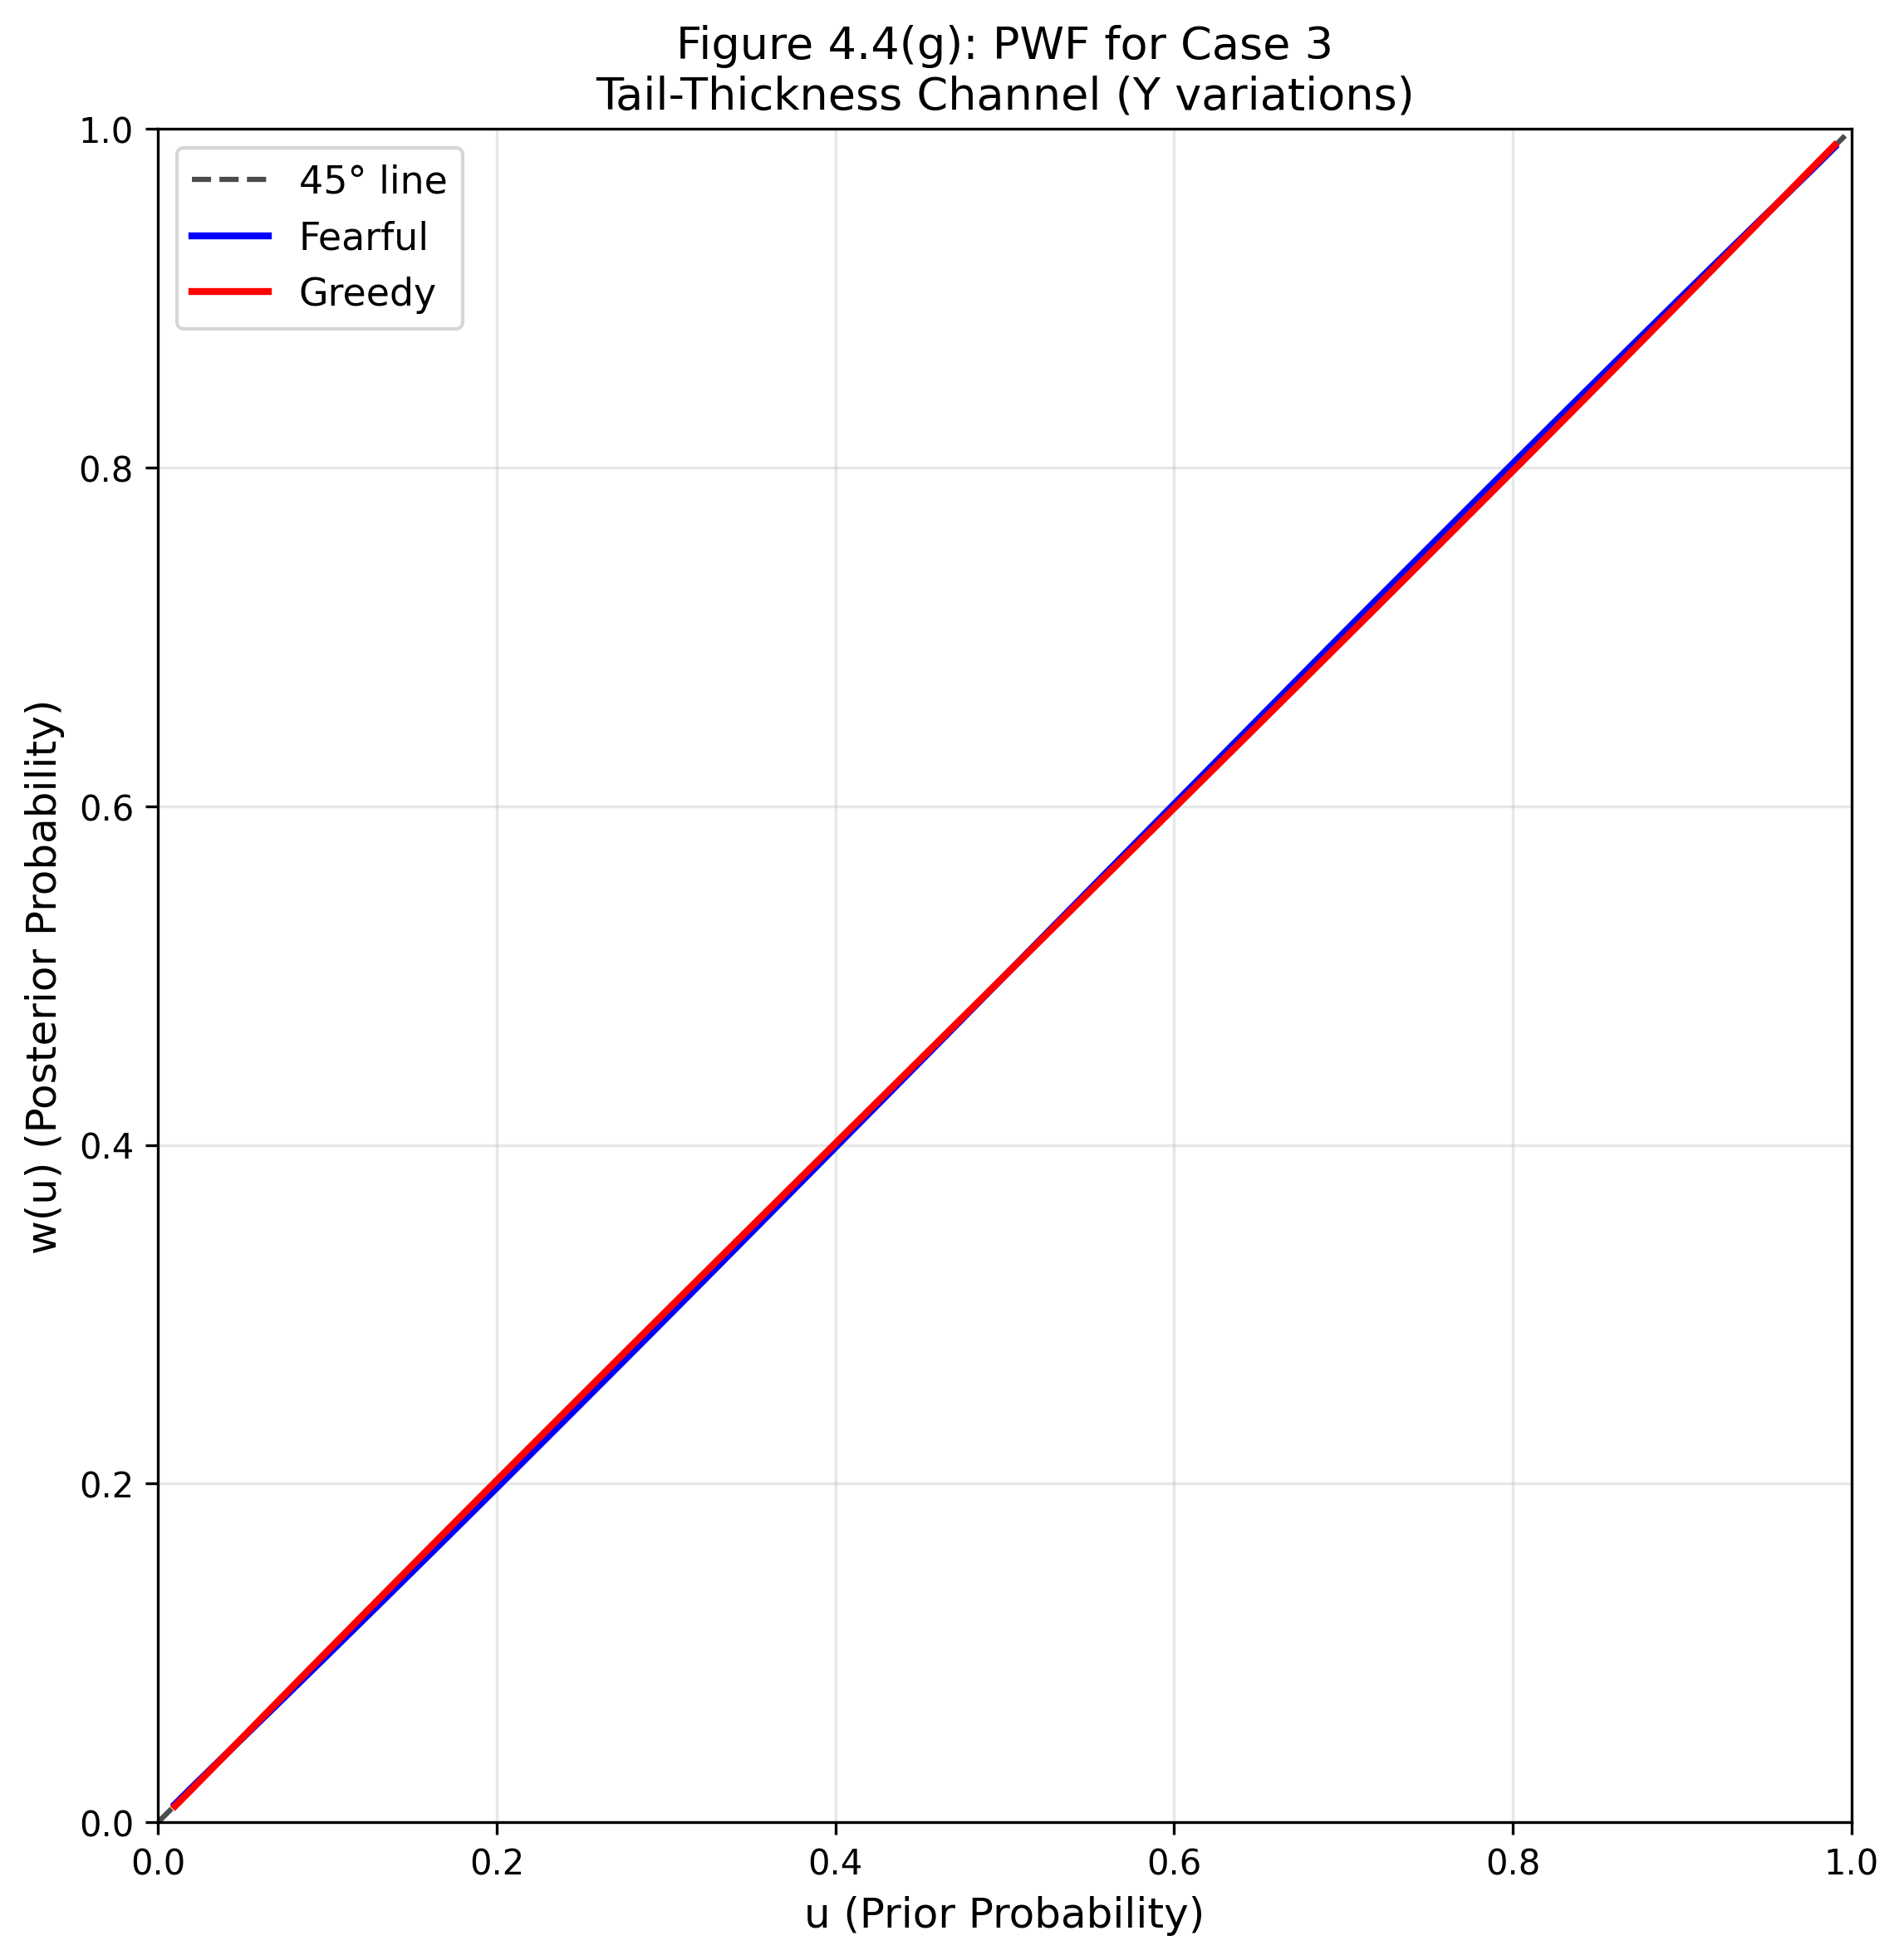 Figure 4.4(g): PWF for Case 3
Tail-Thickness Channel (Y variations)
45° line
Fearful
Greedy
w(u) (Posterior Probability)
1.0
0.8
0.6
0.4
0.2
0.0
0.0 0.2 0.4 0.6 0.8 1.0
u (Prior Probability)